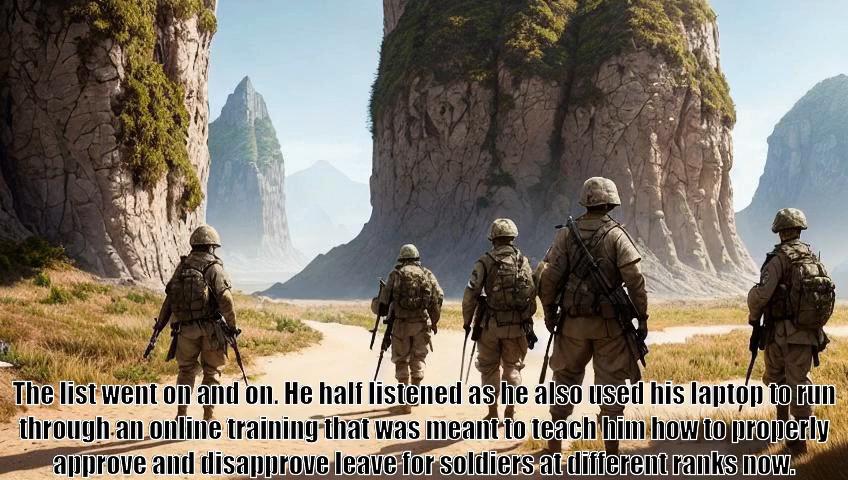 The list went on and on. He half listened as he also used his laptop to run
through an online training that was meant to teach him how to properly
approve and disapprove leave for soldiers at different ranks now.